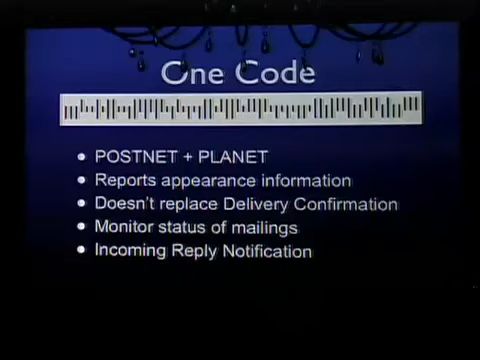 One Code
POSTNET + PLANET
Reports appearance information
Doesn't replace Delivery Confirmation
Monitor status of mailings
Incoming Reply Notification